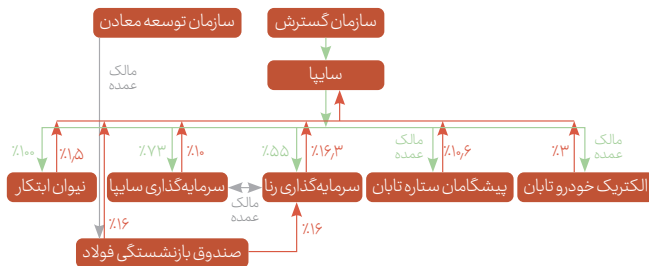 سازمان گسترش
سازمان توسعه معادن
سایپا
مالک
عمده
مالک
عمده
٪۳
مالک
عمده
٪۱۰٫۶
٪۱۶٫۳
٪۵۵
٪۱۰
٪۷۳
٪۱٫۵
٪۱۰۰
الکتریک خودرو تابان
پیشگامان ستاره تابان
سرمایه‌گذاری رنا
سرمایه‌گذاری سایپا
نیوان ابتکار
مالک
عمده
٪۱۶
٪۱۶
صندوق بازنشستگی فولاد